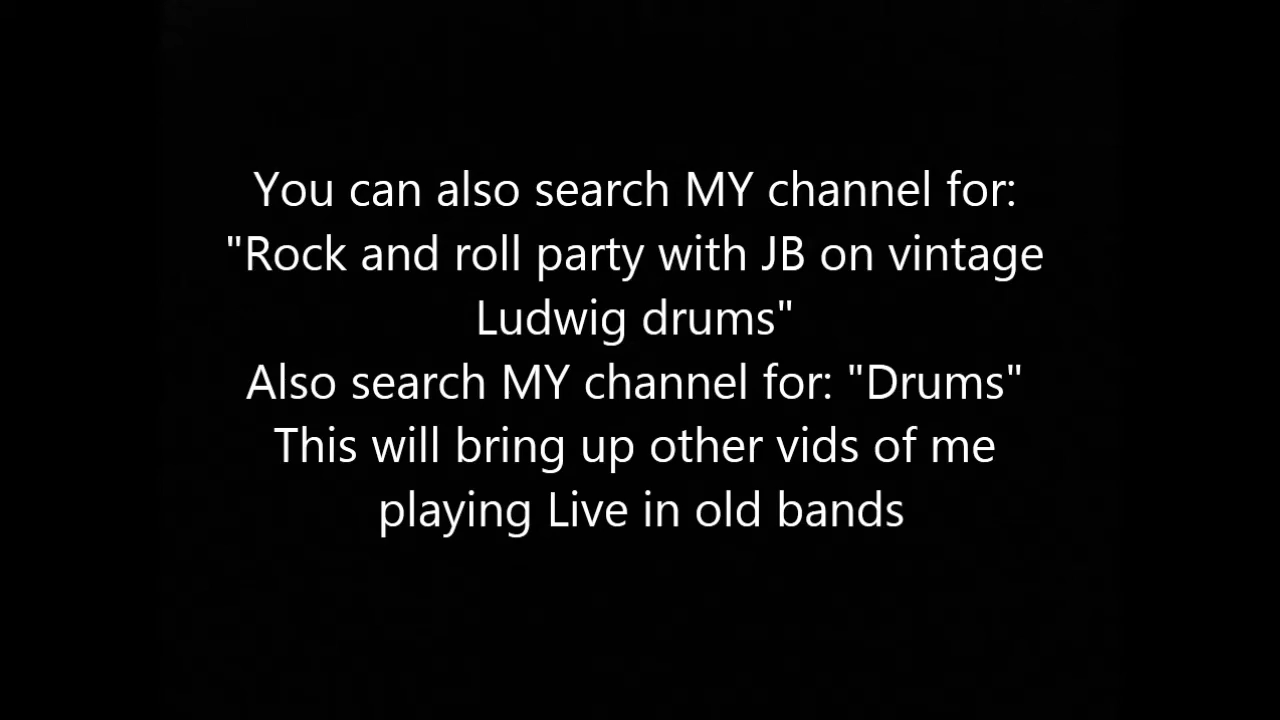 You can also search MY channel for:
"Rock and roll party with JB on vintage
Ludwig drums"
Also search MY channel for: "Drums"
This will bring up other vids of me
playing Live in old bands